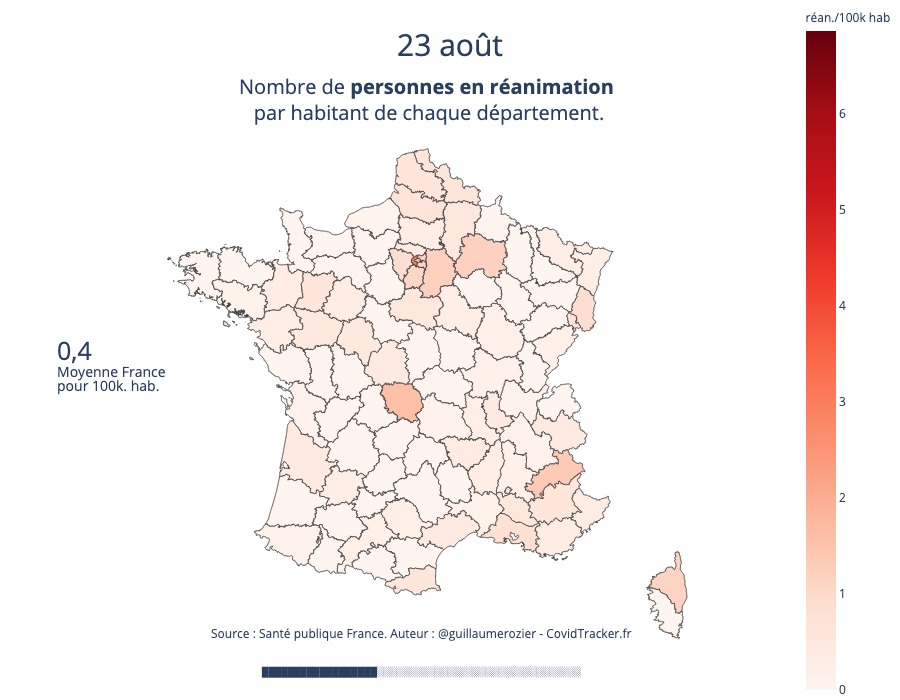 réan./100k hab
23 août
Nombre de personnes en réanimation
par habitant de chaque département.
6
5
4
3
2
1
0
0,4
Moyenne France
pour 100k. hab.
Source : Santé publique France. Auteur : @guillaumerozier - CovidTracker.fr